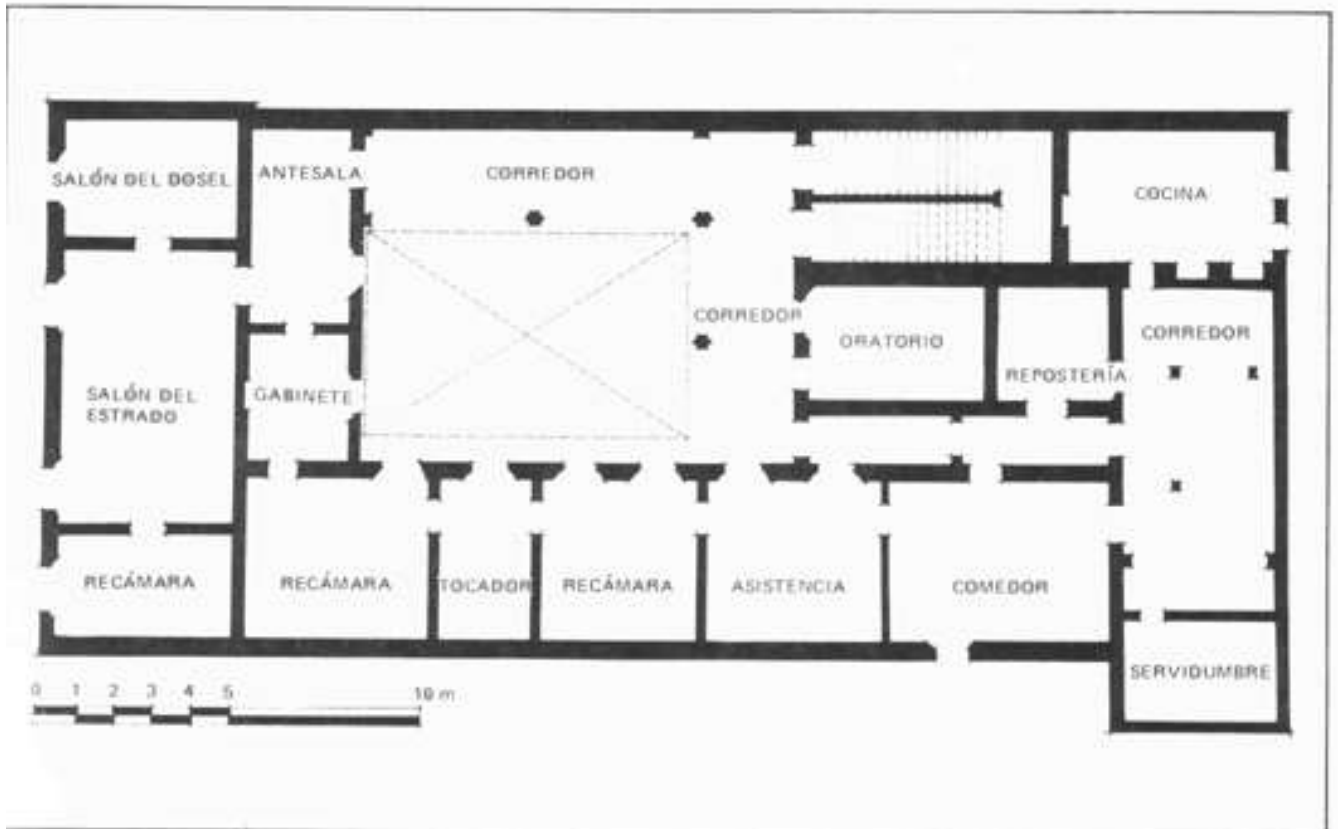 SALÓN DEL DOSEL
ANTESALA
CORREDOR
COCINA
CORREDOR
ORATORIO
CORREDOR
REPOSTERÍA
SALÓN DEL
ESTRADO
GABINETE
RECÁMARA
RECÁMARA
TOCADOR
RECÁMARA
ASISTENCIA
COMEDOR
SERVIDUMBRE
0 1 2 3 4 5 10 m